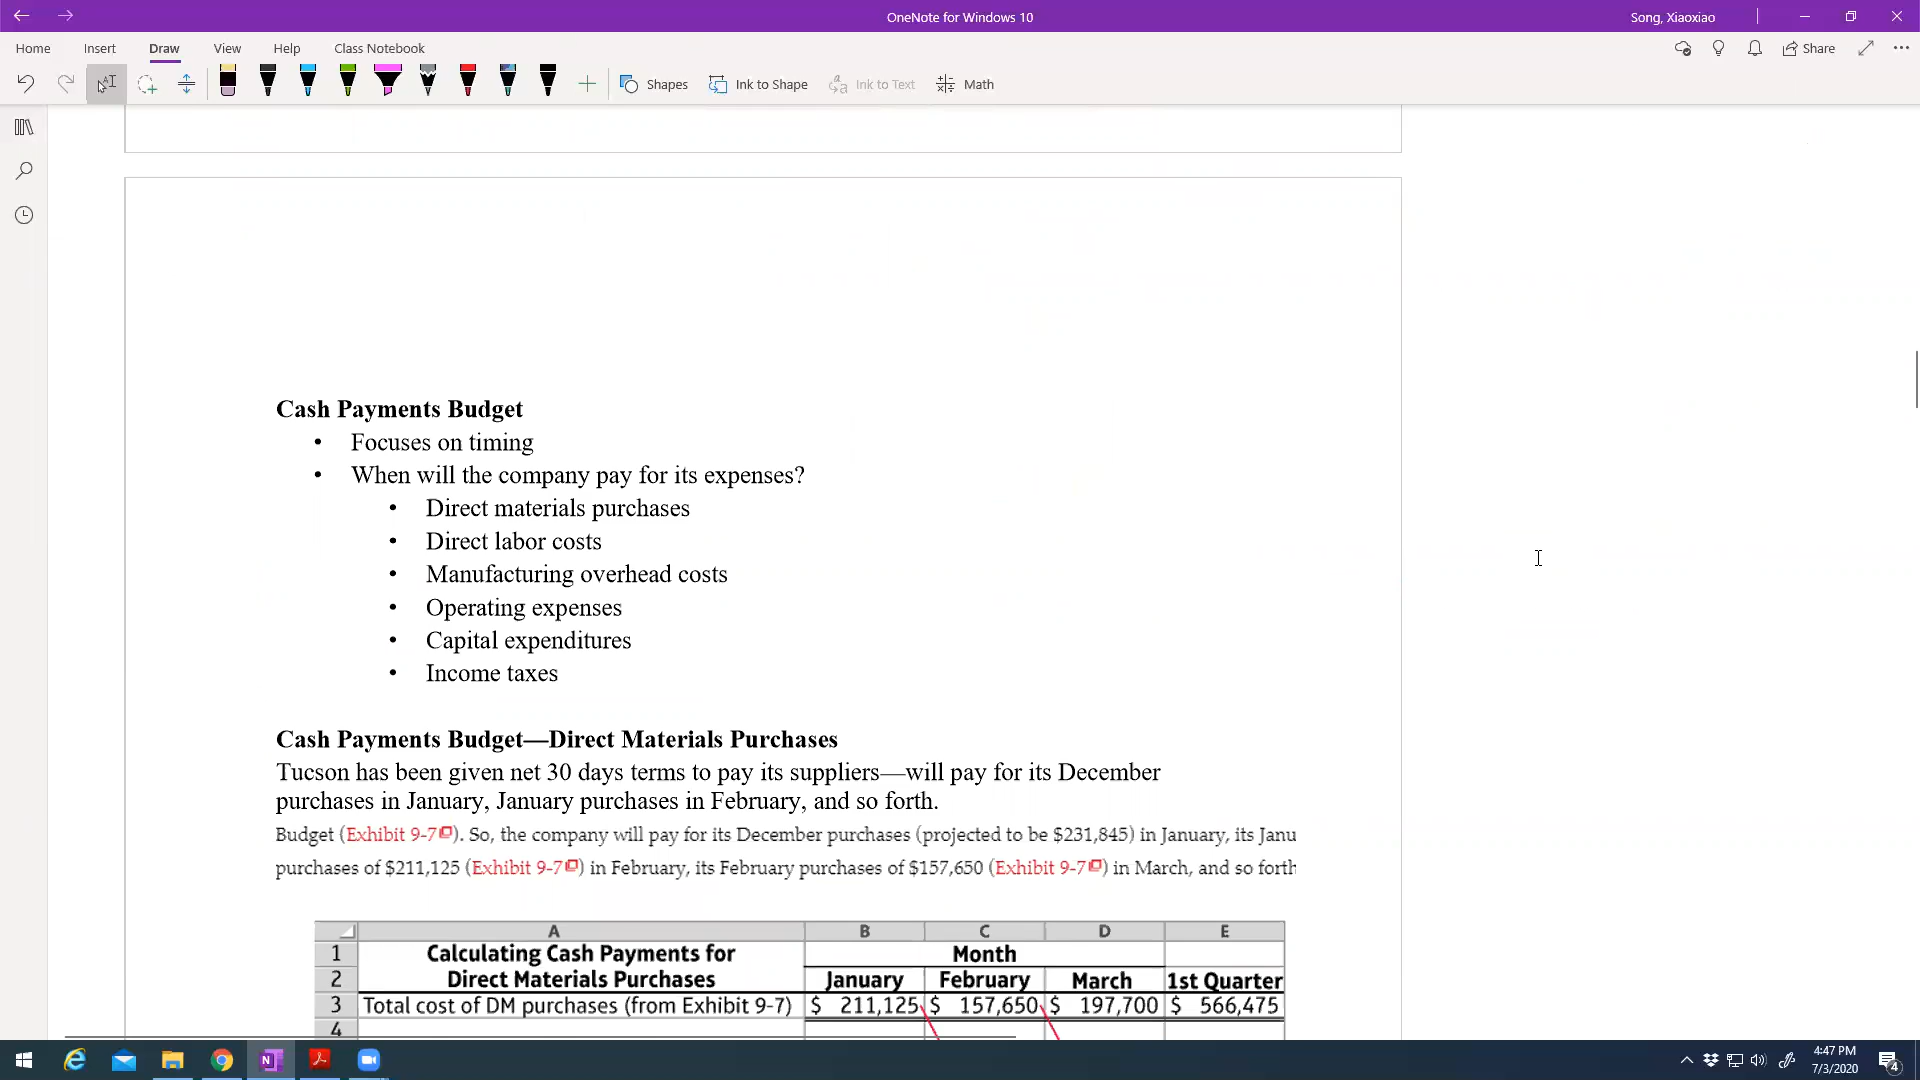 OneNote for Windows 10
Song, Xiaoxiao
Home Insert Draw View Help Class Notebook
Share
Shapes Ink to Shape Ink to Text Math
Cash Payments Budget
• Focuses on timing
• When will the company pay for its expenses?
• Direct materials purchases
• Direct labor costs
• Manufacturing overhead costs
• Operating expenses
• Capital expenditures
• Income taxes
Cash Payments Budget—Direct Materials Purchases
Tucson has been given net 30 days terms to pay its suppliers—will pay for its December
purchases in January, January purchases in February, and so forth.
Budget (Exhibit 9-7). So, the company will pay for its December purchases (projected to be $231,845) in January, its Janu
purchases of $211,125 (Exhibit 9-7) in February, its February purchases of $157,650 (Exhibit 9-7) in March, and so forth
A B C D E
1 Calculating Cash Payments for Month
2 Direct Materials Purchases January February March 1st Quarter
3 Total cost of DM purchases (from Exhibit 9-7) $ 211,125 $ 157,650 $ 197,700 $ 566,475
4
4:47 PM
7/3/2020
4